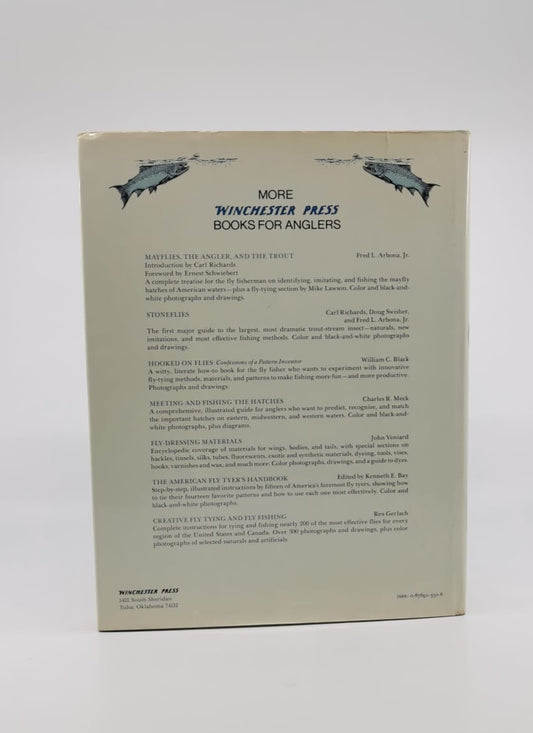 MORE
WINCHESTER PRESS
BOOKS FOR ANGLERS
MAYFLIES, THE ANGLER, AND THE TROUT Fred L. Arbona, Jr.
Introduction by Carl Richards
Foreword by Ernest Schwiebert
A complete treatise for the fly fisherman on identifying, imitating, and fishing the mayfly
hatches of American waters—plus a fly-tying section by Mike Lawson. Color and black-and-
white photographs and drawings.
STONEFLIES Carl Richards, Doug Swisher,
and Fred L. Arbona, Jr.
The first major guide to the largest, most dramatic trout-stream insect—naturals, new
imitations, and most effective fishing methods. Color and black-and-white photographs
and drawings.
HOOKED ON FLIES: Confessions of a Pattern Inventor William C. Black
A witty, literate how-to book for the fly fisher who wants to experiment with innovative
fly-tying methods, materials, and patterns to make fishing more fun—and more productive.
Photographs and drawings.
MEETING AND FISHING THE HATCHES Charles R. Meck
A comprehensive, illustrated guide for anglers who want to predict, recognize, and match
the important hatches on eastern, midwestern, and western waters. Color and black-and-
white photographs, plus diagrams.
FLY-DRESSING MATERIALS John Veniard
Encyclopedic coverage of materials for wings, bodies, and tails, with special sections on
hackles, tinsels, silks, tubes, fluorescents, exotic and synthetic materials, dyeing, tools, vises,
hooks, varnishes and wax, and much more. Color photographs, drawings, and a guide to dyes.
THE AMERICAN FLY TYER'S HANDBOOK Edited by Kenneth E. Bay
Step-by-step, illustrated instructions by fifteen of America's foremost fly tyers, showing how
to tie their fourteen favorite patterns and how to use each one most effectively. Color and
black-and-white photographs.
CREATIVE FLY TYING AND FLY FISHING Rex Gerlach
Complete instructions for tying and fishing nearly 200 of the most effective flies for every
region of the United States and Canada. Over 300 photographs and drawings, plus color
photographs of selected naturals and artificials.
WINCHESTER PRESS
1421 South Sheridan
Tulsa, Oklahoma 74112 ISBN: